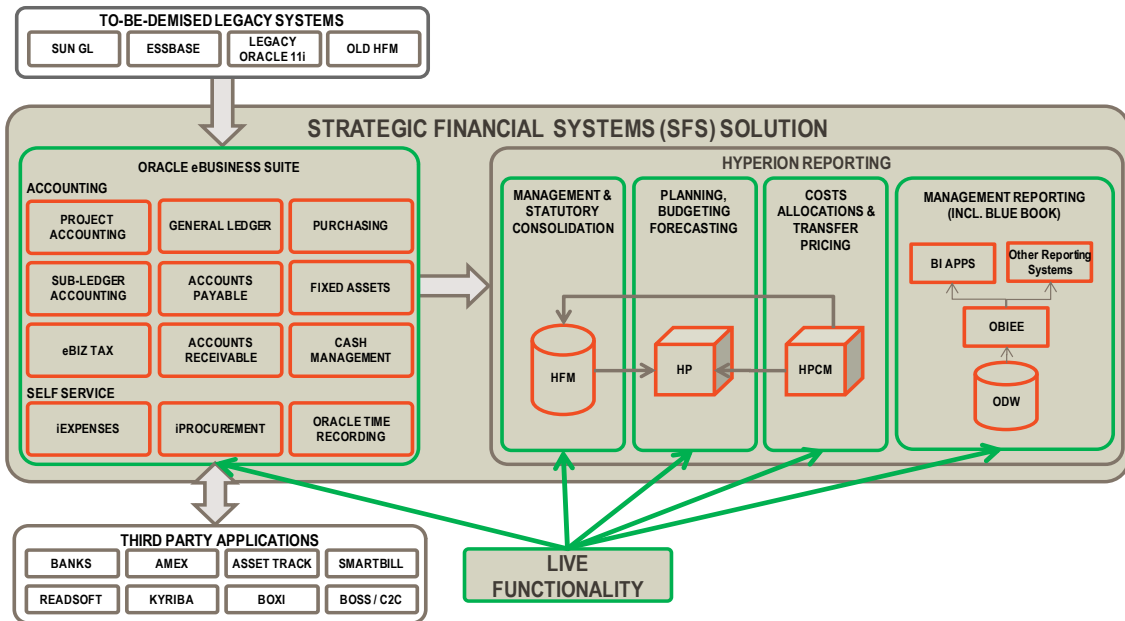 TO-BE-DEMISED LEGACY SYSTEMS
SUN GL
ESSBASE
LEGACY
ORACLE 11i
OLD HFM
STRATEGIC FINANCIAL SYSTEMS (SFS) SOLUTION
ORACLE eBUSINESS SUITE
ACCOUNTING
PROJECT
ACCOUNTING
GENERAL LEDGER
PURCHASING
SUB-LEDGER
ACCOUNTING
ACCOUNTS
PAYABLE
FIXED ASSETS
eBIZ TAX
ACCOUNTS
RECEIVABLE
CASH
MANAGEMENT
SELF SERVICE
iEXPENSES
iPROCUREMENT
ORACLE TIME
RECORDING
HYPERION REPORTING
MANAGEMENT &
STATUTORY
CONSOLIDATION
HFM
PLANNING,
BUDGETING
FORECASTING
HP
COSTS
ALLOCATIONS &
TRANSFER
PRICING
HPCM
MANAGEMENT REPORTING
(INCL. BLUE BOOK)
BI APPS
Other Reporting
Systems
OBIEE
ODW
THIRD PARTY APPLICATIONS
BANKS
AMEX
ASSET TRACK
SMARTBILL
READSOFT
KYRIBA
BOXI
BOSS / C2C
LIVE
FUNCTIONALITY